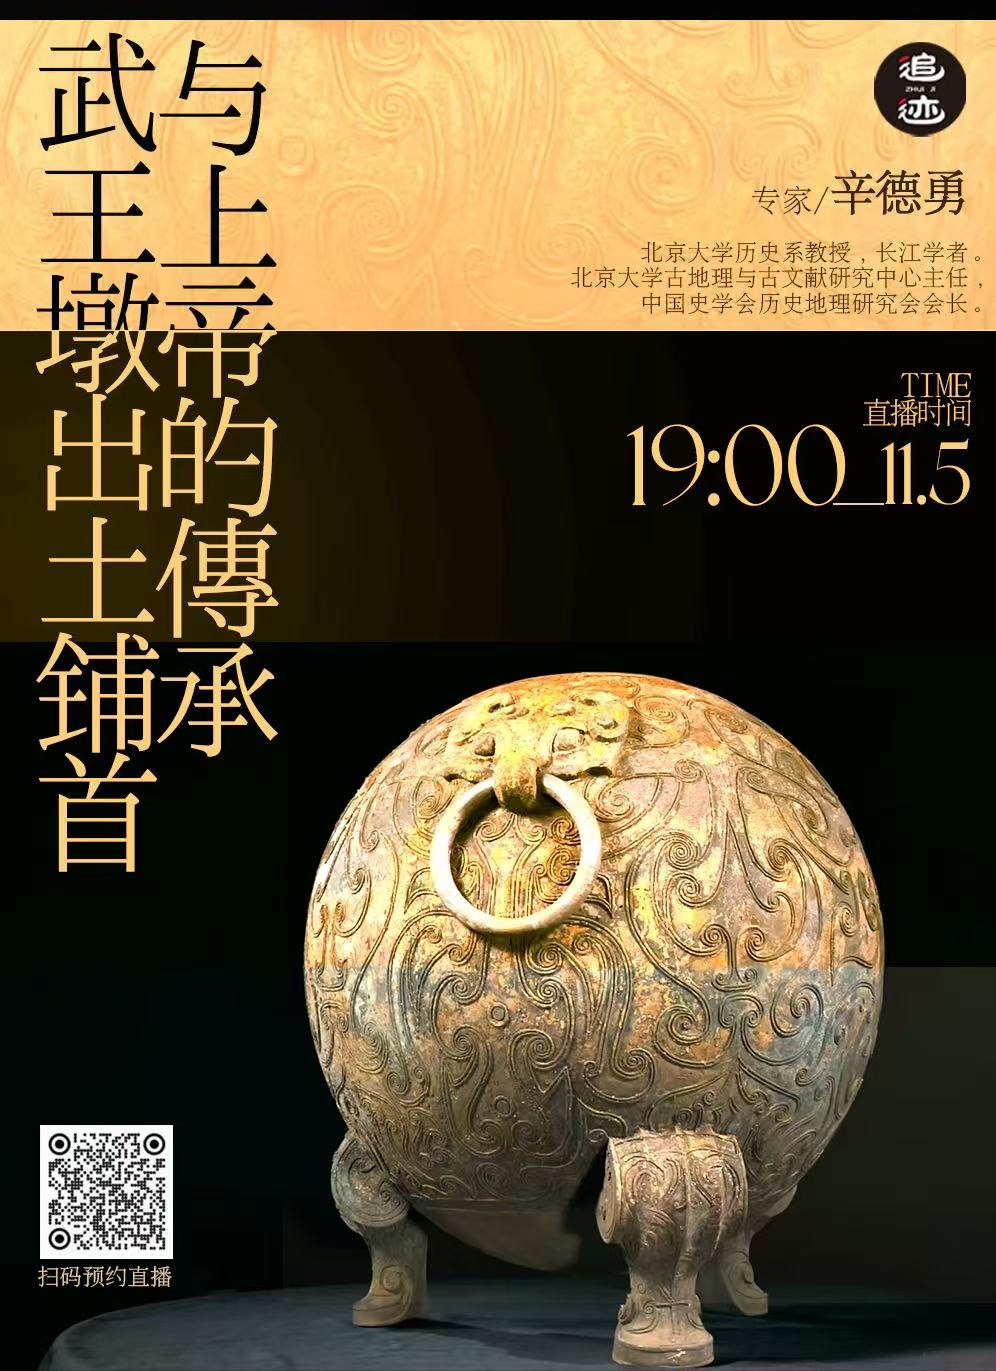 武王墩出土铺首
与上帝的傳承
追迹
ZHUI JI
专家/辛德勇
北京大学历史系教授，长江学者。
北京大学古地理与古文献研究中心主任，
中国史学会历史地理研究会会长。
TIME
直播时间
19:00_11.5
扫码预约直播